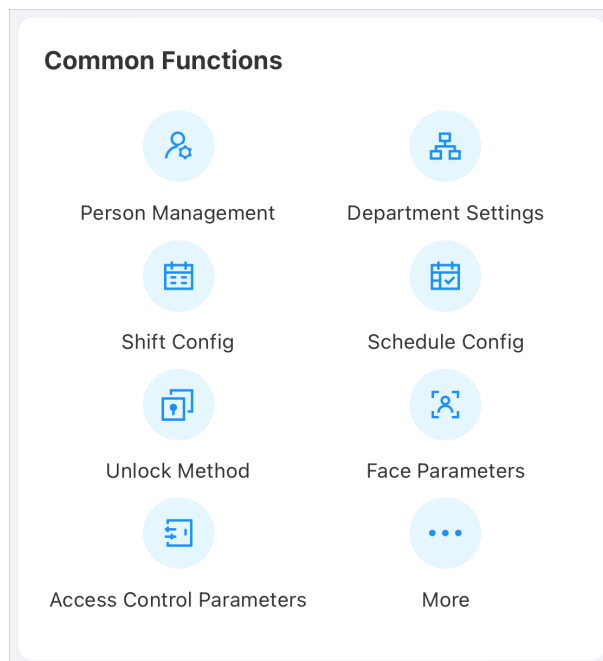 Common Functions
Person Management
Department Settings
Shift Config
Schedule Config
Unlock Method
Face Parameters
Access Control Parameters
More